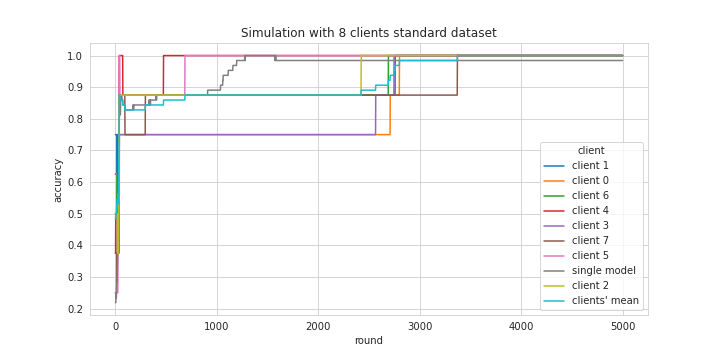 Simulation with 8 clients standard dataset
1.0
0.9
0.8
0.7
0.6
0.5
0.4
0.3
0.2
accuracy
0
1000
2000
3000
4000
5000
round
client
client 1
client 0
client 6
client 4
client 3
client 7
client 5
single model
client 2
clients' mean